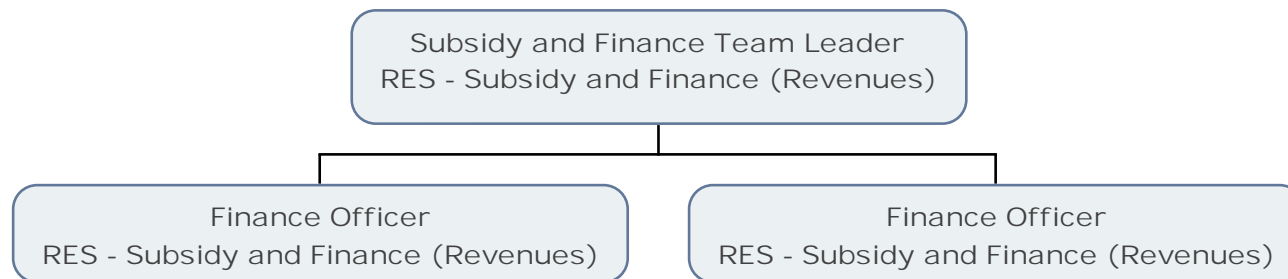 Subsidy and Finance Team Leader
RES - Subsidy and Finance (Revenues)
Finance Officer
RES - Subsidy and Finance (Revenues)
Finance Officer
RES - Subsidy and Finance (Revenues)